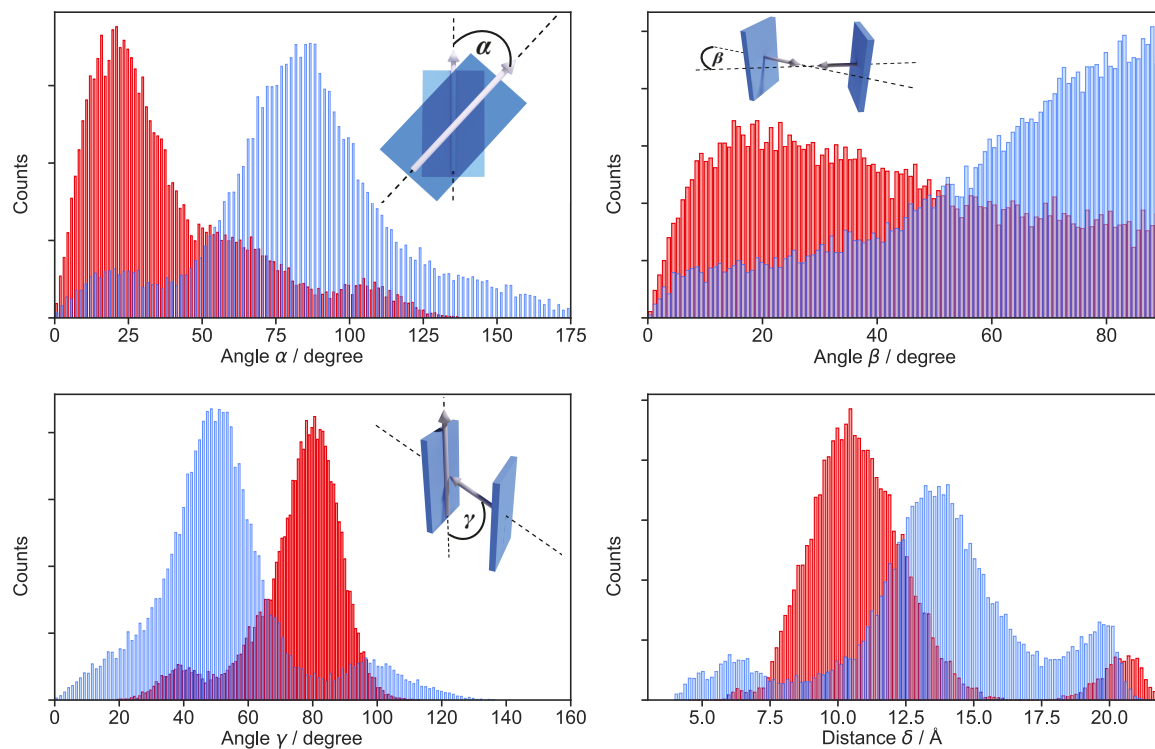 Counts
α
0 25 50 75 100 125 150 175
Angle α / degree
Counts
β
0 20 40 60 80
Angle β / degree
Counts
γ
0 20 40 60 80 100 120 140 160
Angle γ / degree
Counts
5.0 7.5 10.0 12.5 15.0 17.5 20.0
Distance δ / Å